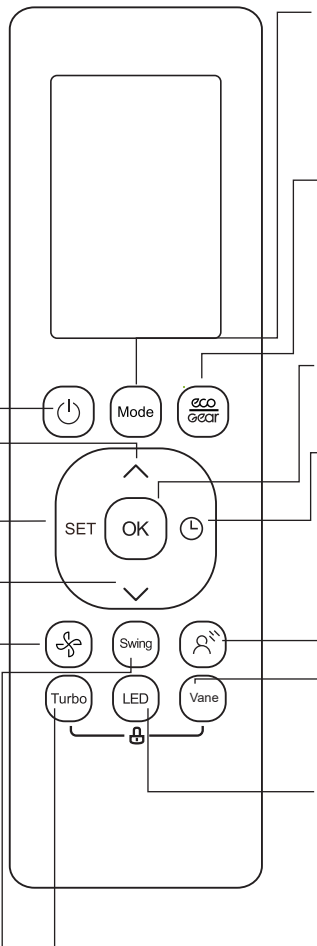 Mode
eco
GEar
SET
OK
Swing
Turbo
LED
Vane